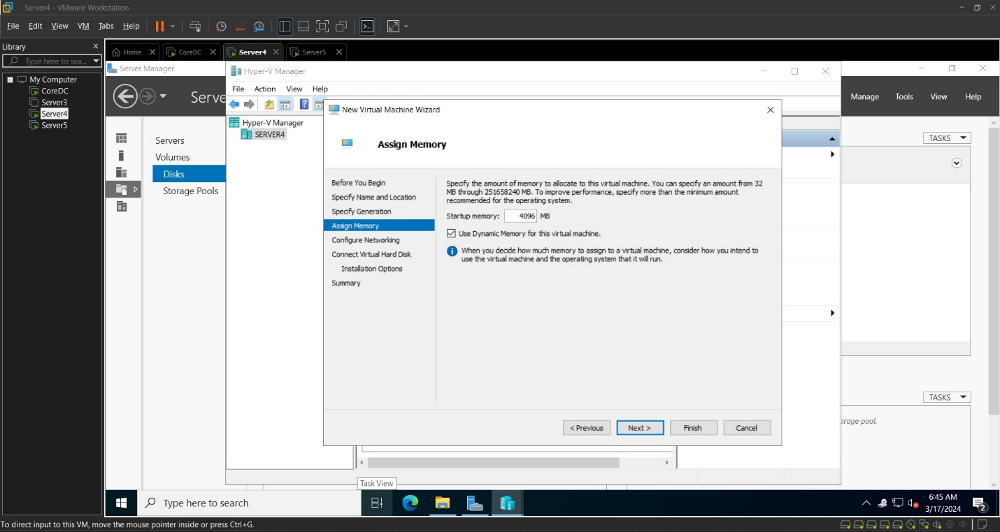 Server4 - VMware Workstation
File Edit View VM Tabs Help
Library
Type here to sea...
My Computer
CoreDC
Server3
Server4
Server5
Home
CoreDC
Server4
Server5
Server Manager
Serve
Manage Tools View Help
Servers
Volumes
Disks
Storage Pools
TASKS
TASKS
orage pool.
Hyper-V Manager
File Action View Help
Hyper-V Manager
SERVER4
New Virtual Machine Wizard
Assign Memory
Before You Begin
Specify Name and Location
Specify Generation
Assign Memory
Configure Networking
Connect Virtual Hard Disk
Installation Options
Summary
Specify the amount of memory to allocate to this virtual machine. You can specify an amount from 32
MB through 251658240 MB. To improve performance, specify more than the minimum amount
recommended for the operating system.
Startup memory: 4096 MB
Use Dynamic Memory for this virtual machine.
When you decide how much memory to assign to a virtual machine, consider how you intend to
use the virtual machine and the operating system that it will run.
< Previous Next > Finish Cancel
Task View
Type here to search
6:45 AM
3/17/2024
2
To direct input to this VM, move the mouse pointer inside or press Ctrl+G.